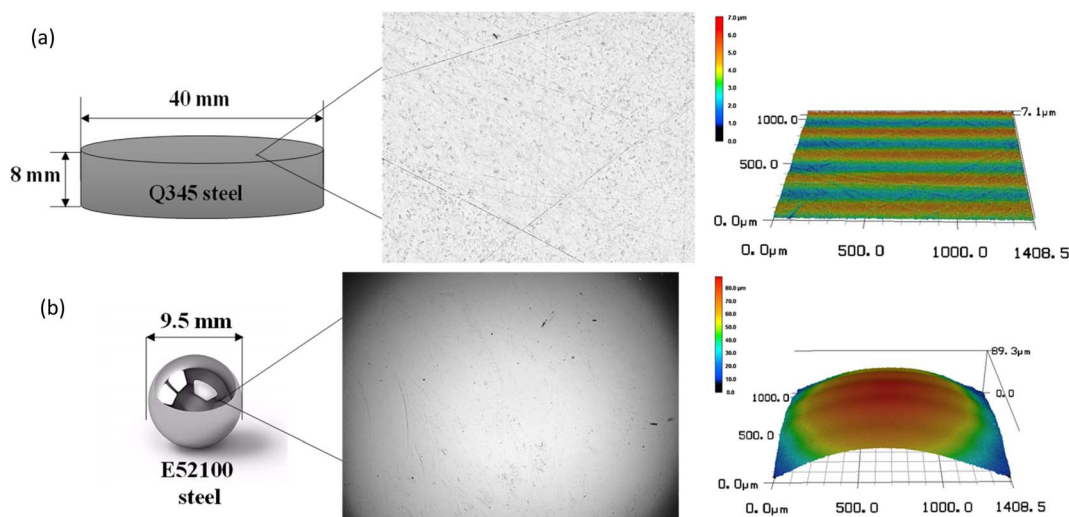 (a)
40 mm
8 mm
Q345 steel
7.0 µm
6.0
5.0
4.0
3.0
2.0
1.0
0.0
7.1µm
1000.0
500.0
0.0µm
0.0µm
500.0
1000.0
1408.5
(b)
9.5 mm
E52100
steel
80.0 µm
70.0
60.0
50.0
40.0
30.0
20.0
10.0
0.0
89.3µm
0.0
1000.0
500.0
0.0µm
0.0µm
500.0
1000.0
1408.5